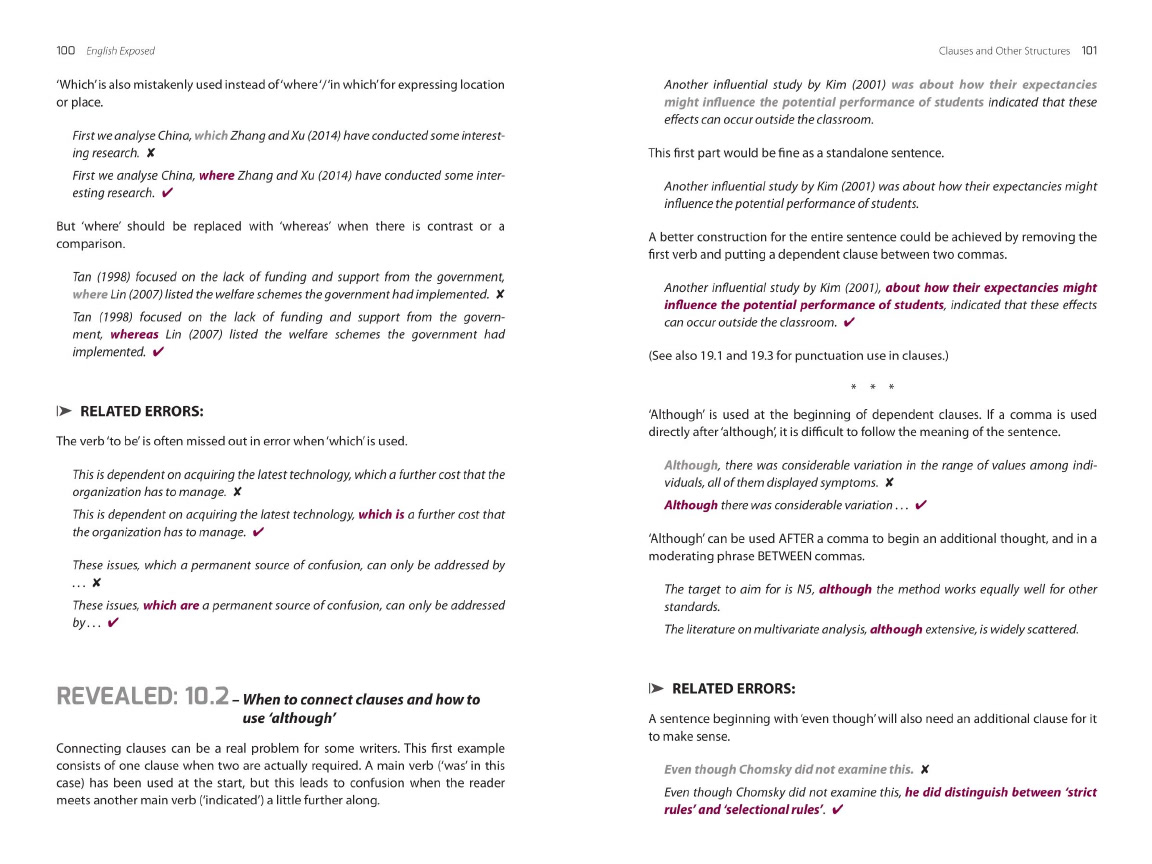 100 English Exposed
'Which' is also mistakenly used instead of 'where'/'in which' for expressing location
or place.
First we analyse China, which Zhang and Xu (2014) have conducted some interest-
ing research. ✘
First we analyse China, where Zhang and Xu (2014) have conducted some inter-
esting research. ✔
But 'where' should be replaced with 'whereas' when there is contrast or a
comparison.
Tan (1998) focused on the lack of funding and support from the government,
where Lin (2007) listed the welfare schemes the government had implemented. ✘
Tan (1998) focused on the lack of funding and support from the govern-
ment, whereas Lin (2007) listed the welfare schemes the government had
implemented. ✔
RELATED ERRORS:
The verb 'to be' is often missed out in error when 'which' is used.
This is dependent on acquiring the latest technology, which a further cost that the
organization has to manage. ✘
This is dependent on acquiring the latest technology, which is a further cost that
the organization has to manage. ✔
These issues, which a permanent source of confusion, can only be addressed by
... ✘
These issues, which are a permanent source of confusion, can only be addressed
by ... ✔
REVEALED: 10.2 – When to connect clauses and how to
use 'although'
Connecting clauses can be a real problem for some writers. This first example
consists of one clause when two are actually required. A main verb ('was' in this
case) has been used at the start, but this leads to confusion when the reader
meets another main verb ('indicated') a little further along.
Clauses and Other Structures 101
Another influential study by Kim (2001) was about how their expectancies
might influence the potential performance of students indicated that these
effects can occur outside the classroom.
This first part would be fine as a standalone sentence.
Another influential study by Kim (2001) was about how their expectancies might
influence the potential performance of students.
A better construction for the entire sentence could be achieved by removing the
first verb and putting a dependent clause between two commas.
Another influential study by Kim (2001), about how their expectancies might
influence the potential performance of students, indicated that these effects
can occur outside the classroom. ✔
(See also 19.1 and 19.3 for punctuation use in clauses.)
* * *
'Although' is used at the beginning of dependent clauses. If a comma is used
directly after 'although', it is difficult to follow the meaning of the sentence.
Although, there was considerable variation in the range of values among indi-
viduals, all of them displayed symptoms. ✘
Although there was considerable variation ... ✔
'Although' can be used AFTER a comma to begin an additional thought, and in a
moderating phrase BETWEEN commas.
The target to aim for is N5, although the method works equally well for other
standards.
The literature on multivariate analysis, although extensive, is widely scattered.
RELATED ERRORS:
A sentence beginning with 'even though' will also need an additional clause for it
to make sense.
Even though Chomsky did not examine this. ✘
Even though Chomsky did not examine this, he did distinguish between 'strict
rules' and 'selectional rules'. ✔